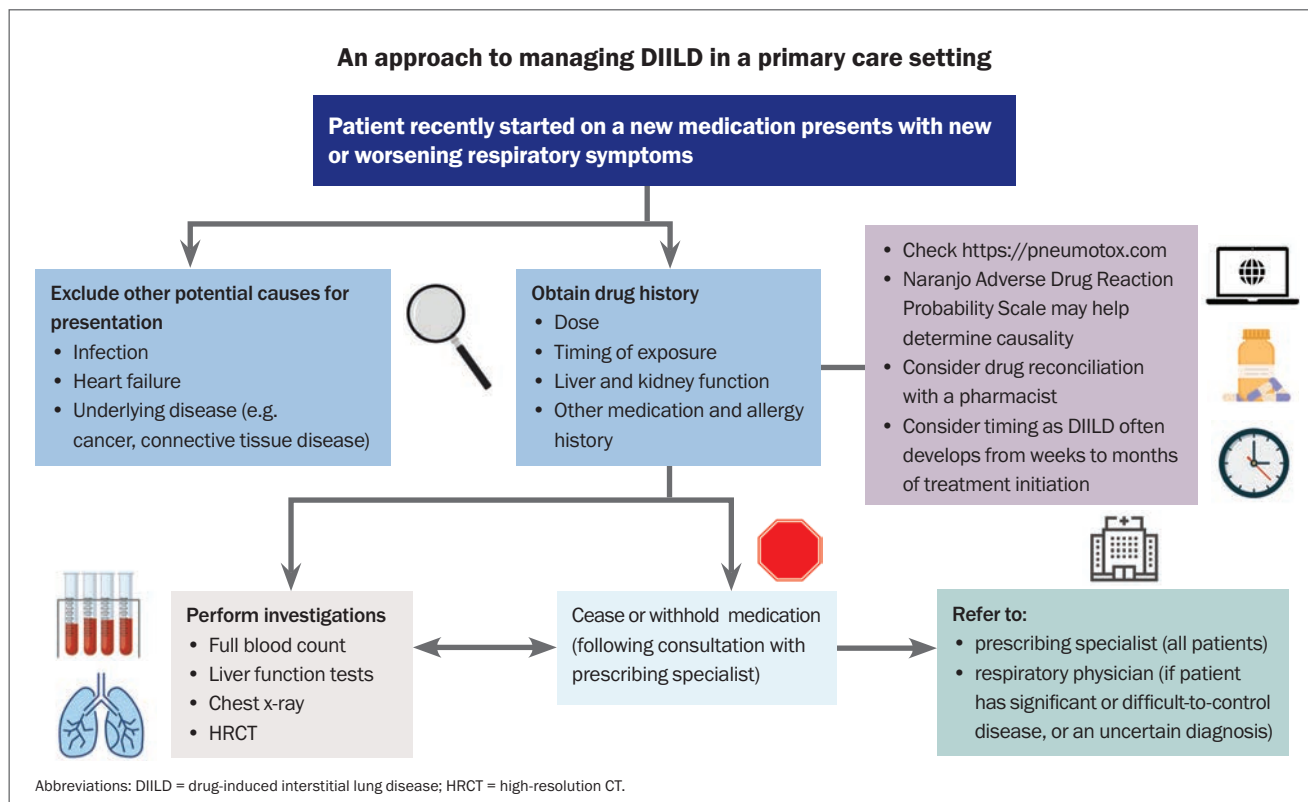 An approach to managing DIILD in a primary care setting
Patient recently started on a new medication presents with new
or worsening respiratory symptoms
Exclude other potential causes for
presentation
• Infection
• Heart failure
• Underlying disease (e.g.
cancer, connective tissue disease)
Obtain drug history
• Dose
• Timing of exposure
• Liver and kidney function
• Other medication and allergy
history
• Check https://pneumotox.com
• Naranjo Adverse Drug Reaction
Probability Scale may help
determine causality
• Consider drug reconciliation
with a pharmacist
• Consider timing as DIILD often
develops from weeks to months
of treatment initiation
Perform investigations
• Full blood count
• Liver function tests
• Chest x-ray
• HRCT
Cease or withhold medication
(following consultation with
prescribing specialist)
Refer to:
• prescribing specialist (all patients)
• respiratory physician (if patient
has significant or difficult-to-control
disease, or an uncertain diagnosis)
Abbreviations: DIILD = drug-induced interstitial lung disease; HRCT = high-resolution CT.